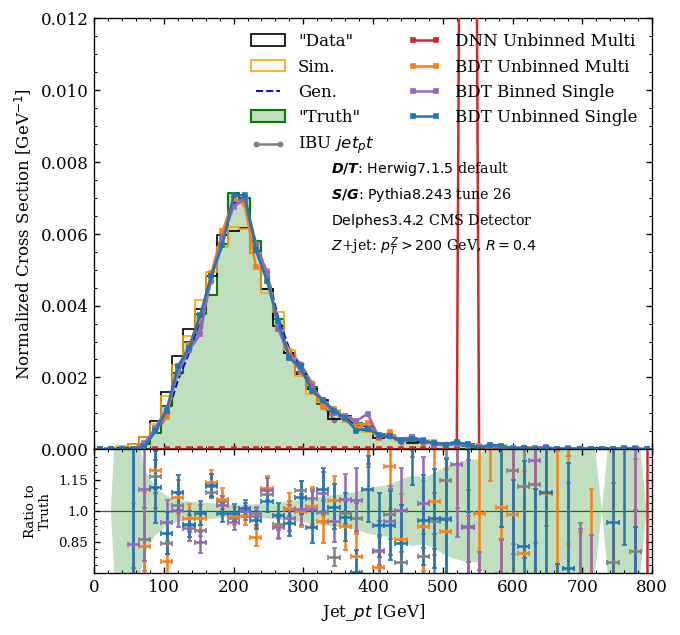 0.012
0.010
0.008
0.006
0.004
0.002
0.000
Normalized Cross Section [GeV⁻¹]
"Data"
Sim.
Gen.
"Truth"
IBU jet_pt
DNN Unbinned Multi
BDT Unbinned Multi
BDT Binned Single
BDT Unbinned Single
D/T: Herwig7.1.5 default
S/G: Pythia8.243 tune 26
Delphes3.4.2 CMS Detector
Z+jet: p_T^Z > 200 GeV, R = 0.4
1.15
1.0
0.85
Ratio to
Truth
0 100 200 300 400 500 600 700 800
Jet_pt [GeV]